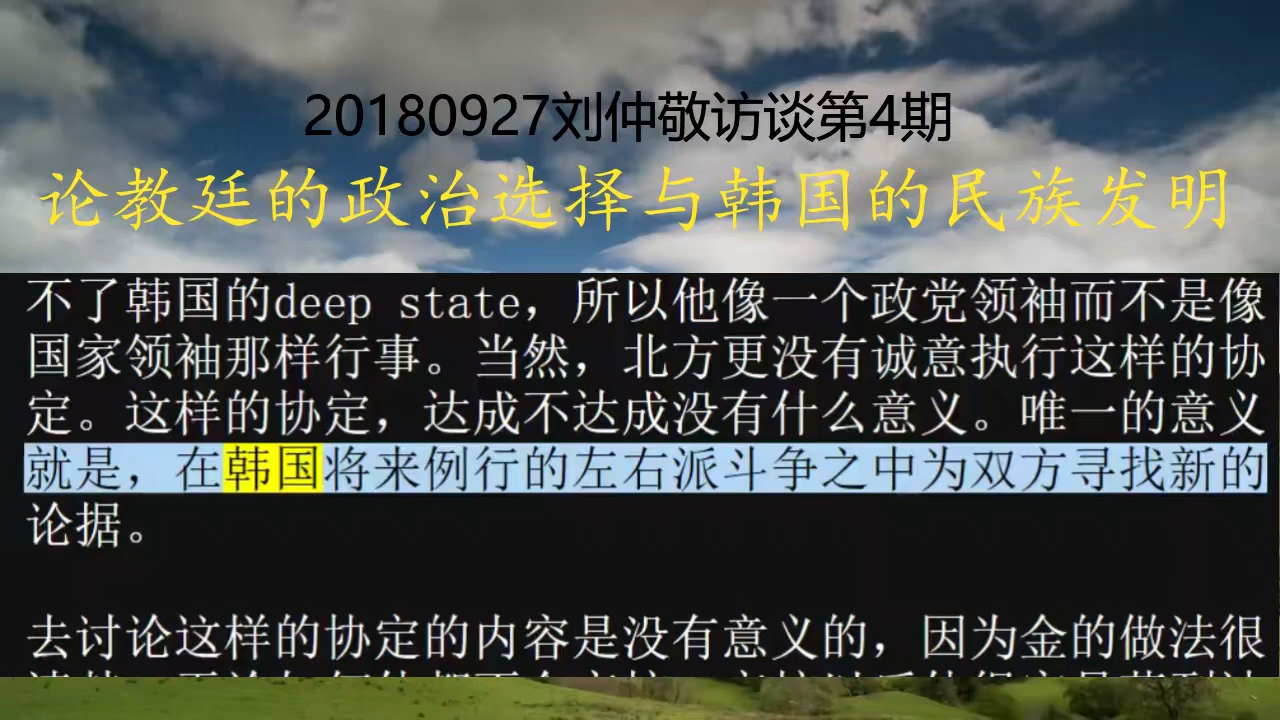 20180927刘仲敬访谈第4期
论教廷的政治选择与韩国的民族发明
不了韩国的deep state，所以他像一个政党领袖而不是像
国家领袖那样行事。当然，北方更没有诚意执行这样的协
定。这样的协定，达成不达成没有什么意义。唯一的意义
就是，在韩国将来例行的左右派斗争之中为双方寻找新的
论据。
去讨论这样的协定的内容是没有意义的，因为金的做法很